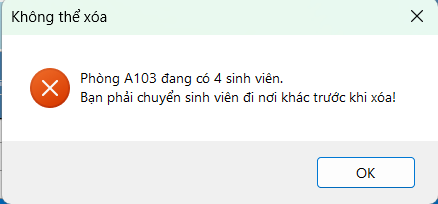 Không thể xóa
Phòng A103 đang có 4 sinh viên.
Bạn phải chuyển sinh viên đi nơi khác trước khi xóa!
OK